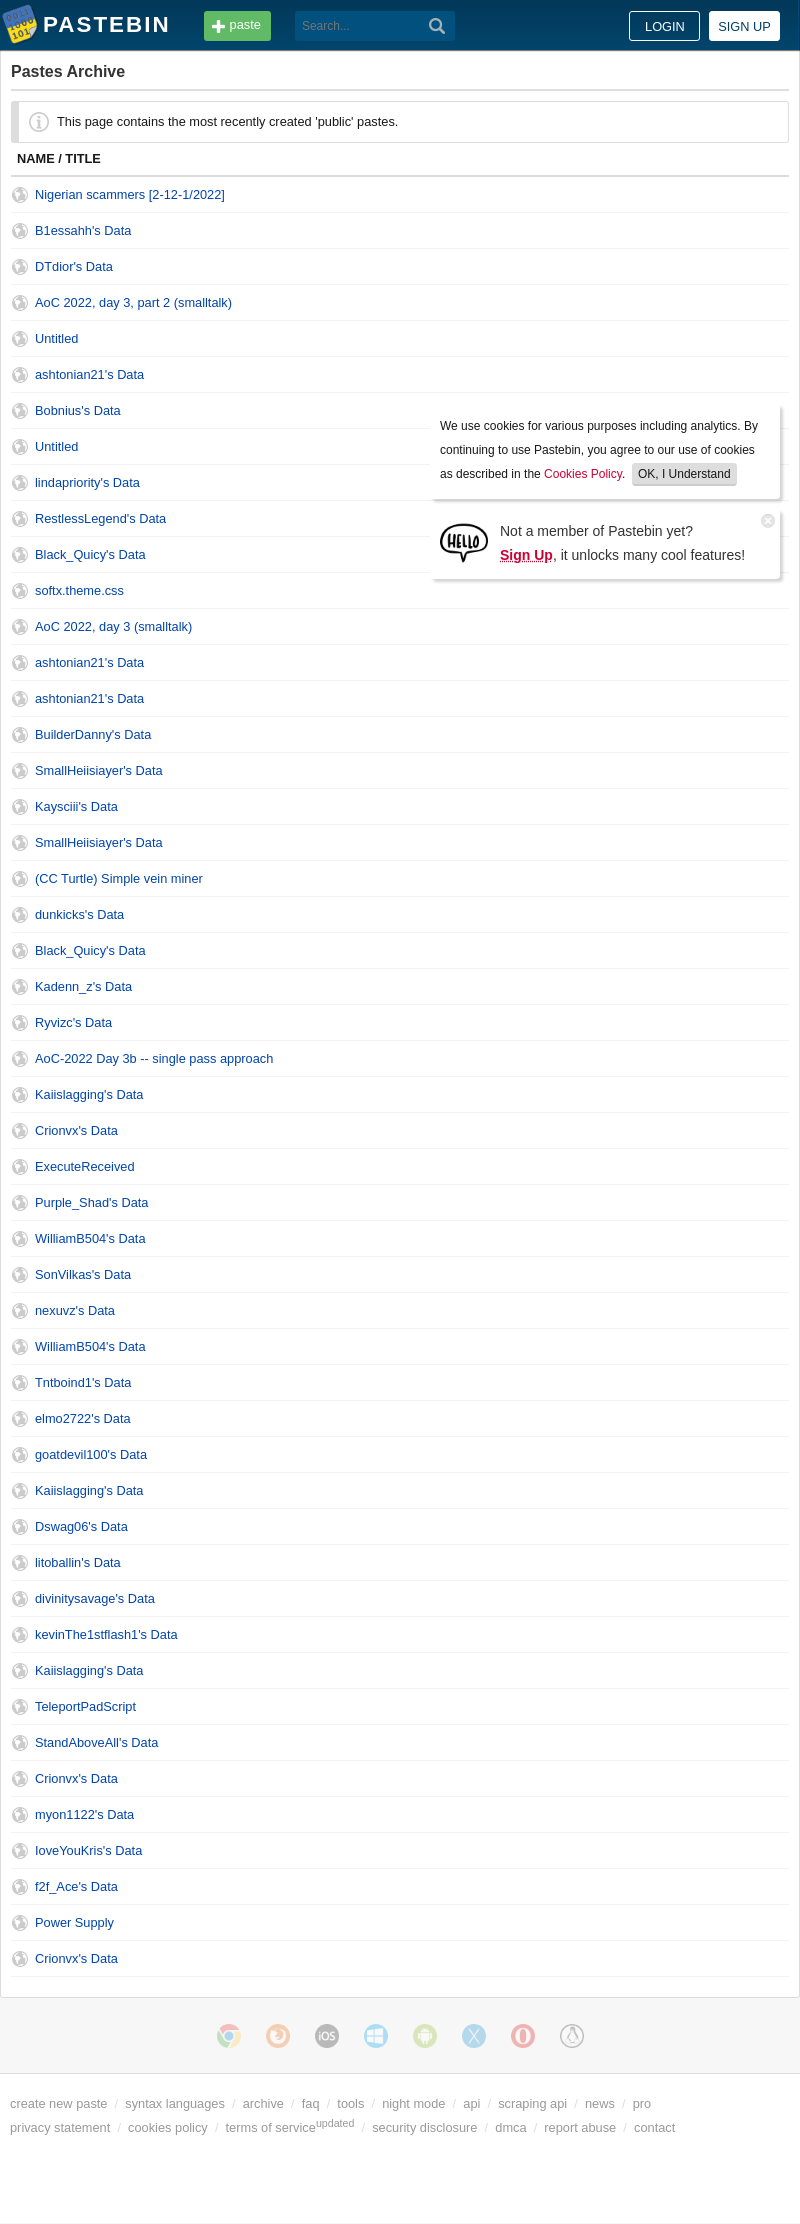 PASTEBIN
paste
Search...
LOGIN
SIGN UP
Pastes Archive
This page contains the most recently created 'public' pastes.
NAME / TITLE
Nigerian scammers [2-12-1/2022]
B1essahh's Data
DTdior's Data
AoC 2022, day 3, part 2 (smalltalk)
Untitled
ashtonian21's Data
Bobnius's Data
Untitled
lindapriority's Data
RestlessLegend's Data
Black_Quicy's Data
We use cookies for various purposes including analytics. By
continuing to use Pastebin, you agree to our use of cookies
as described in the Cookies Policy. OK, I Understand
HELLO
Not a member of Pastebin yet?
Sign Up, it unlocks many cool features!
softx.theme.css
AoC 2022, day 3 (smalltalk)
ashtonian21's Data
ashtonian21's Data
BuilderDanny's Data
SmallHeiisiayer's Data
Kaysciii's Data
SmallHeiisiayer's Data
(CC Turtle) Simple vein miner
dunkicks's Data
Black_Quicy's Data
Kadenn_z's Data
Ryvizc's Data
AoC-2022 Day 3b -- single pass approach
Kaiislagging's Data
Crionvx's Data
ExecuteReceived
Purple_Shad's Data
WilliamB504's Data
SonVilkas's Data
nexuvz's Data
WilliamB504's Data
Tntboind1's Data
elmo2722's Data
goatdevil100's Data
Kaiislagging's Data
Dswag06's Data
litoballin's Data
divinitysavage's Data
kevinThe1stflash1's Data
Kaiislagging's Data
TeleportPadScript
StandAboveAll's Data
Crionvx's Data
myon1122's Data
IoveYouKris's Data
f2f_Ace's Data
Power Supply
Crionvx's Data
iOS
create new paste / syntax languages / archive / faq / tools / night mode / api / scraping api / news / pro
privacy statement / cookies policy / terms of serviceupdated / security disclosure / dmca / report abuse / contact